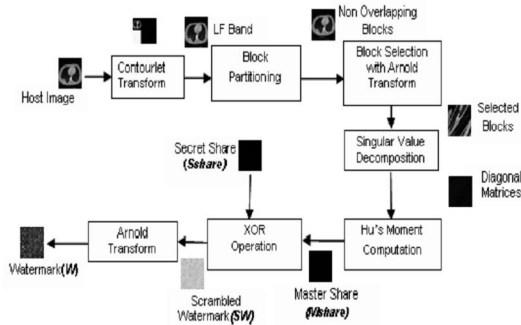 LF Band
Non Overlapping
Blocks
Host Image
Contourlet
Transform
Block
Partitioning
Block Selection
with Arnold
Transform
Selected
Blocks
Singular Value
Decomposition
Diagonal
Matrices
Hu's Moment
Computation
Master Share
(Mshare)
Secret Share
(Sshare)
XOR
Operation
Scrambled
Watermark(SW)
Arnold
Transform
Watermark(W)